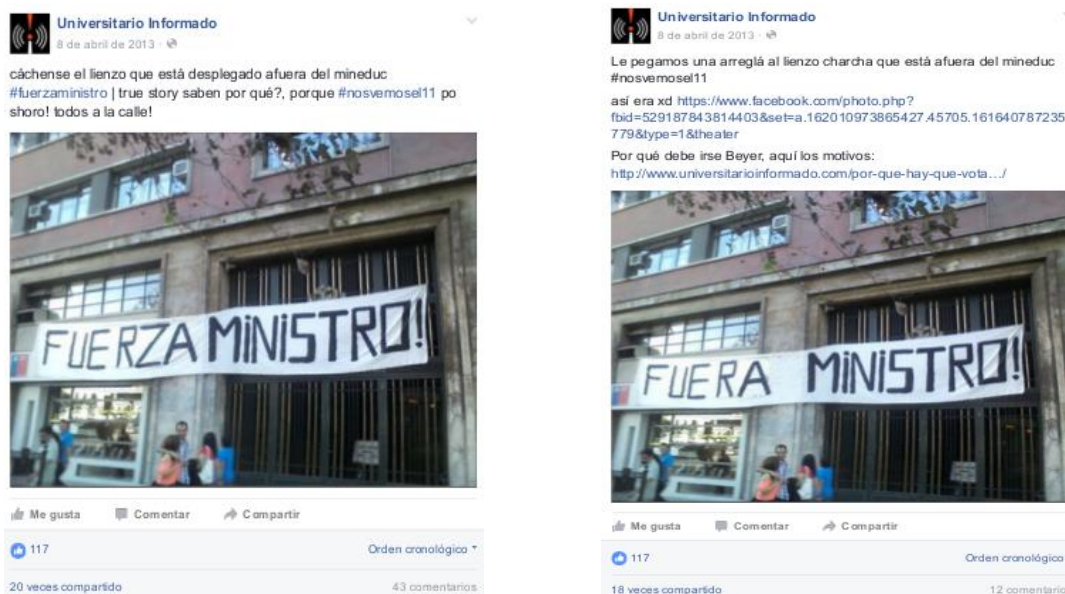 Universitario Informado
8 de abril de 2013
cáchense el lienzo que está desplegado afuera del mineduc
#fuerzaministro | true story saben por qué?, porque #nosvemosel11 po
shoro! todos a la calle!
FUERZA MINISTRO!
Me gusta Comentar Compartir
117 Orden cronológico
20 veces compartido 43 comentarios
Universitario Informado
8 de abril de 2013
Le pegamos una arreglá al lienzo charcha que está afuera del mineduc
#nosvemosel11
así era xd https://www.facebook.com/photo.php?
fbid=529187843814403&set=a.162010973865427.45705.161640787235
779&type=1&theater
Por qué debe irse Beyer, aquí los motivos:
http://www.universitarioinformado.com/por-que-hay-que-vota…/
FUERA MINISTRO!
Me gusta Comentar Compartir
117 Orden cronológico
18 veces compartido 12 comentario